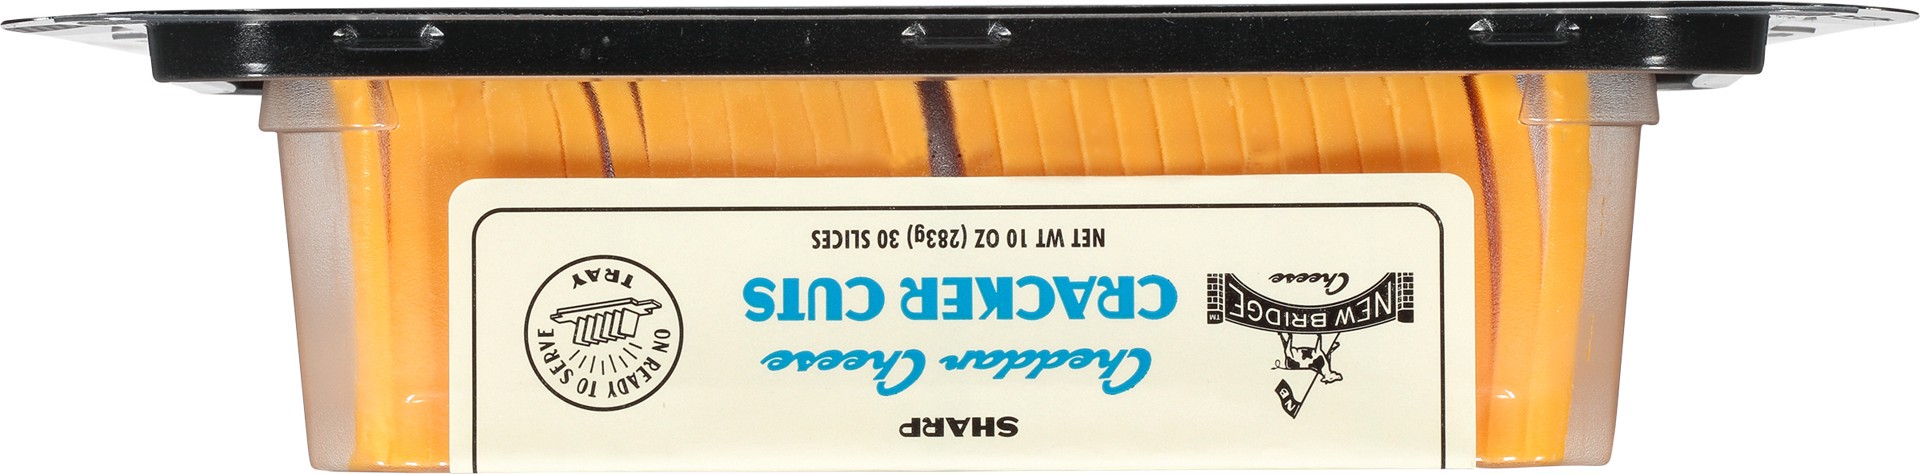 SHARP
Cheddar Cheese
CRACKER CUTS
NET WT 10 OZ (283g) 30 SLICES
NB
NEW BRIDGE
Cheese
TM
ON READY TO SERVE
TRAY